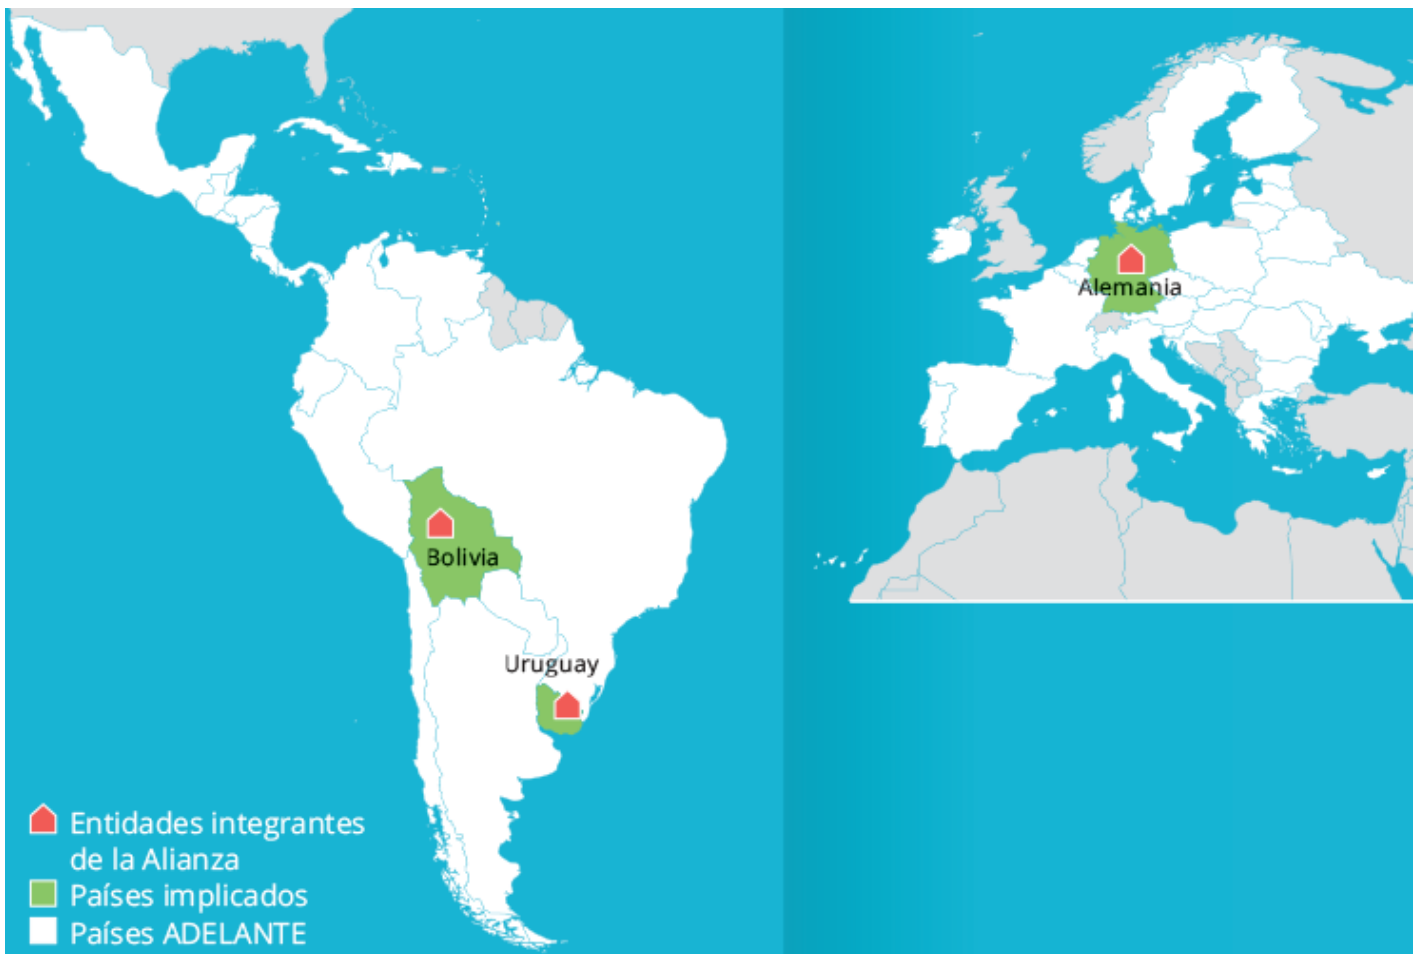 Alemania
Bolivia
Uruguay
Entidades integrantes
de la Alianza
Países implicados
Países ADELANTE